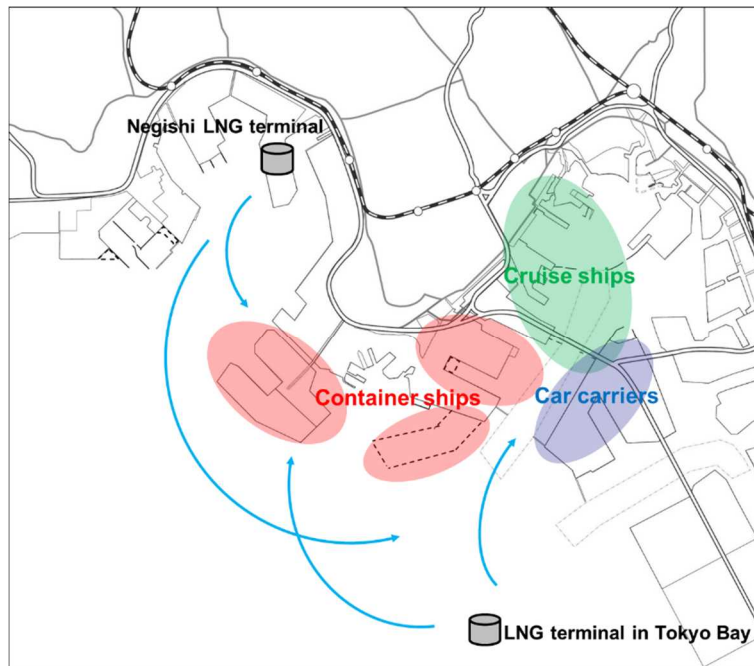 Negishi LNG terminal
Cruise ships
Container ships
Car carriers
LNG terminal in Tokyo Bay